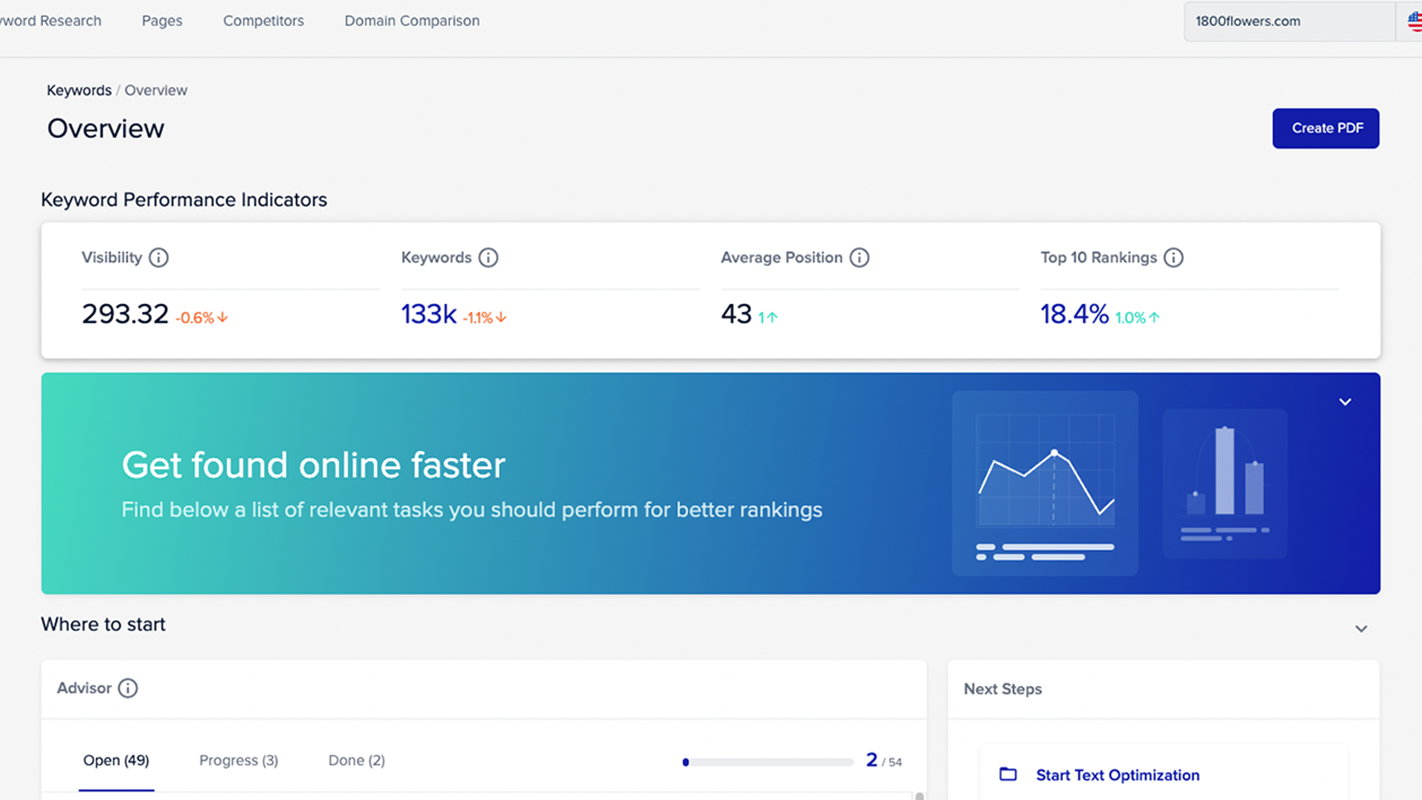 yword Research Pages Competitors Domain Comparison 1800flowers.com
Keywords / Overview
Overview
Create PDF
Keyword Performance Indicators
Visibility Keywords Average Position Top 10 Rankings
293.32 -0.6%↓ 133k -1.1%↓ 43 1↑ 18.4% 1.0%↑
Get found online faster
Find below a list of relevant tasks you should perform for better rankings
Where to start
Advisor Next Steps
Open (49) Progress (3) Done (2) 2 / 54
Start Text Optimization